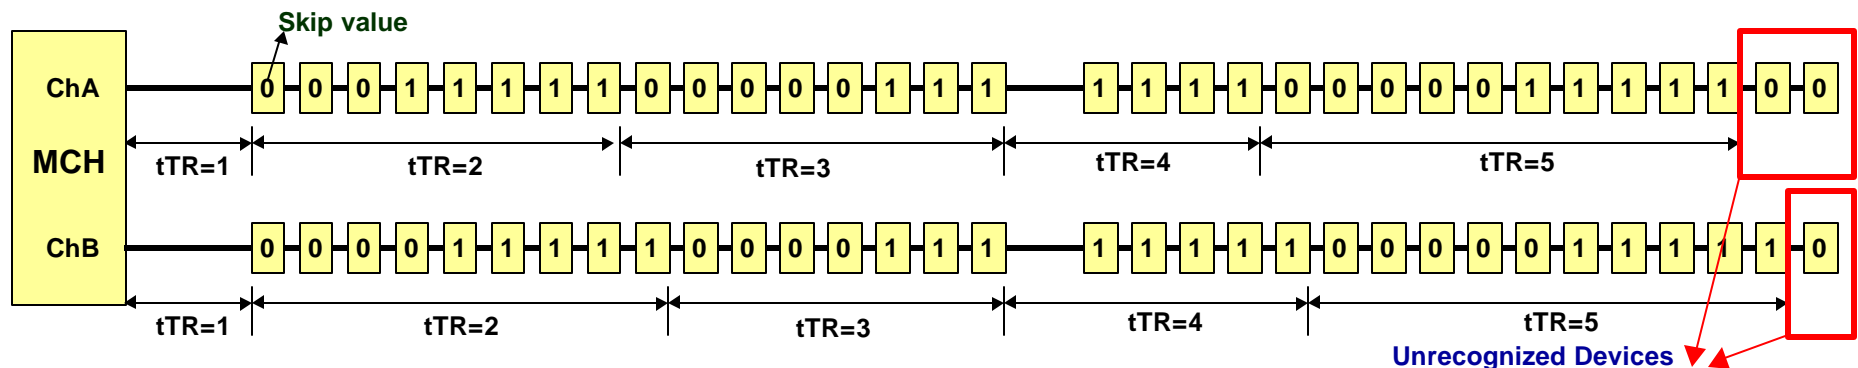 Skip value
ChA 0 0 0 1 1 1 1 1 0 0 0 0 0 1 1 1 1 1 1 1 0 0 0 0 0 1 1 1 1 1 0 0
tTR=1 tTR=2 tTR=3 tTR=4 tTR=5
MCH
ChB 0 0 0 0 1 1 1 1 1 0 0 0 0 1 1 1 1 1 1 1 1 0 0 0 0 0 1 1 1 1 1 0
tTR=1 tTR=2 tTR=3 tTR=4 tTR=5
Unrecognized Devices